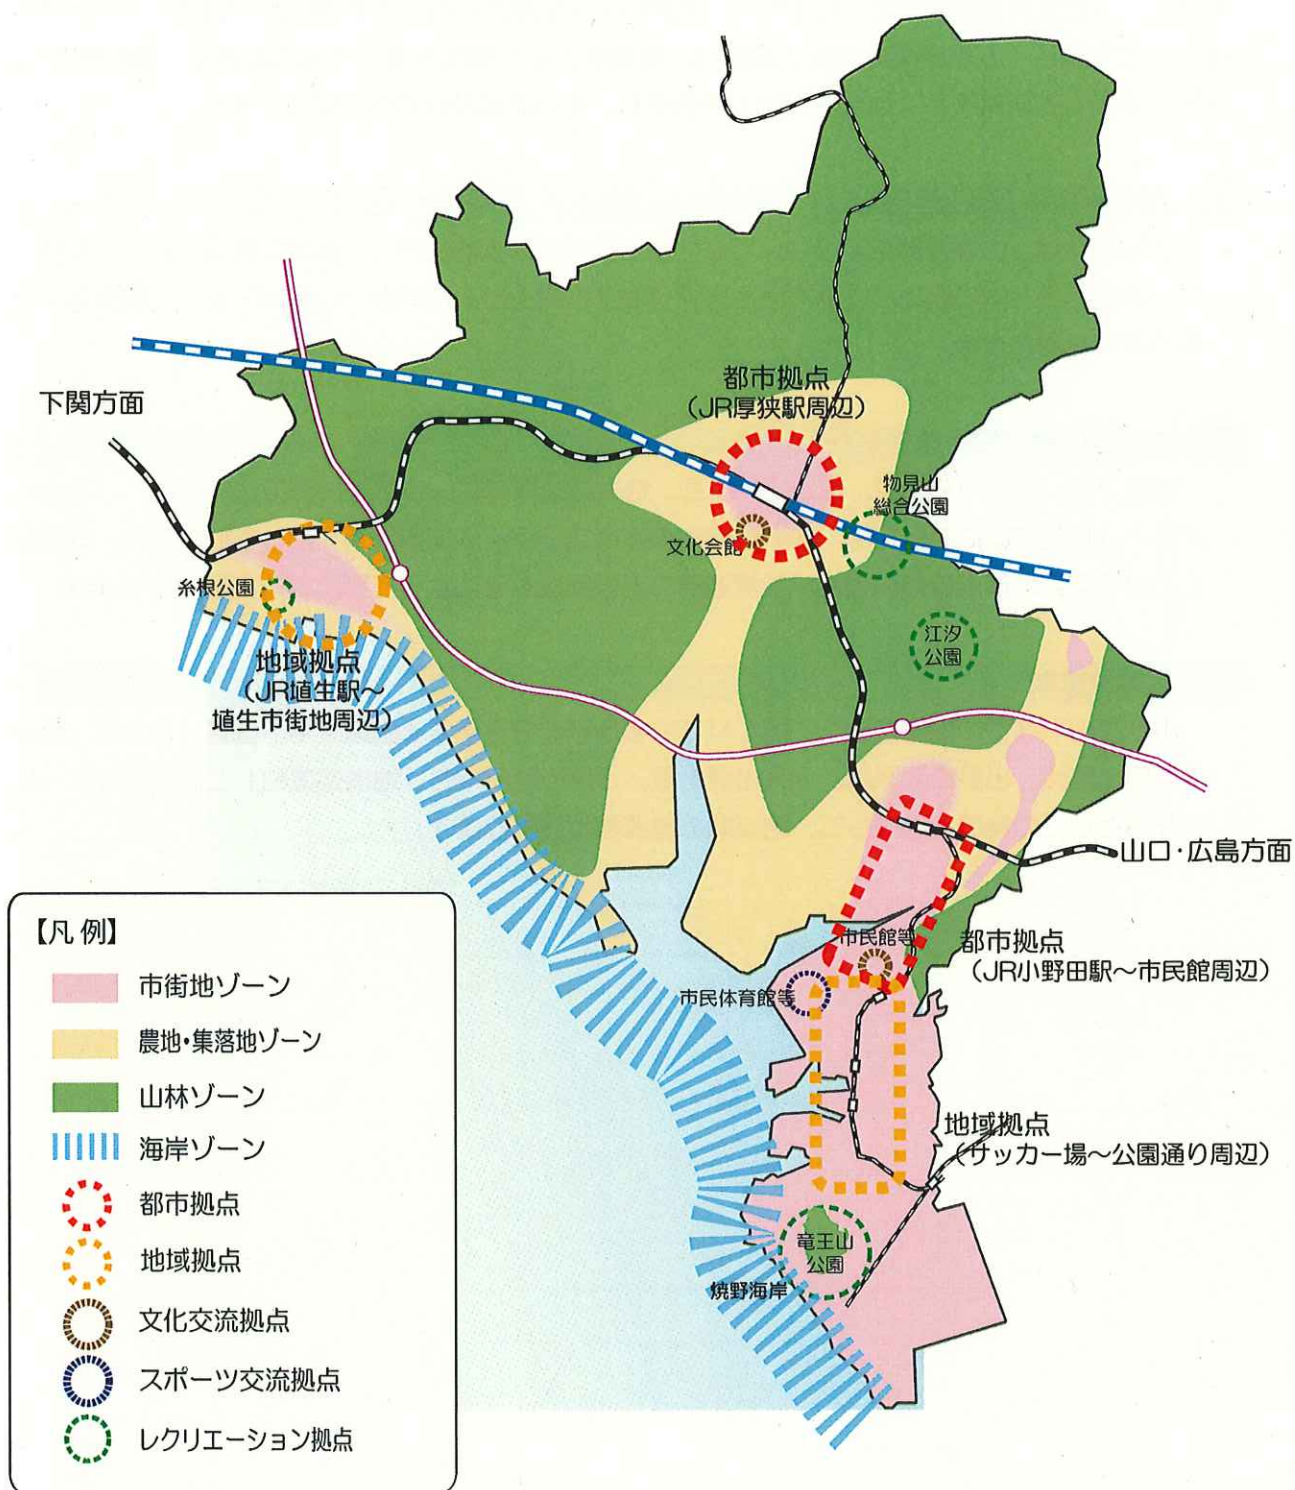 下関方面
都市拠点
(JR厚狭駅周辺)
物見山
総合公園
文化会館
糸根公園
江汐
公園
地域拠点
(JR埴生駅～
埴生市街地周辺)
山口・広島方面
市民館等
都市拠点
(JR小野田駅～市民館周辺)
市民体育館等
地域拠点
(サッカー場～公園通り周辺)
竜王山
公園
焼野海岸
【凡例】
市街地ゾーン
農地・集落地ゾーン
山林ゾーン
海岸ゾーン
都市拠点
地域拠点
文化交流拠点
スポーツ交流拠点
レクリエーション拠点